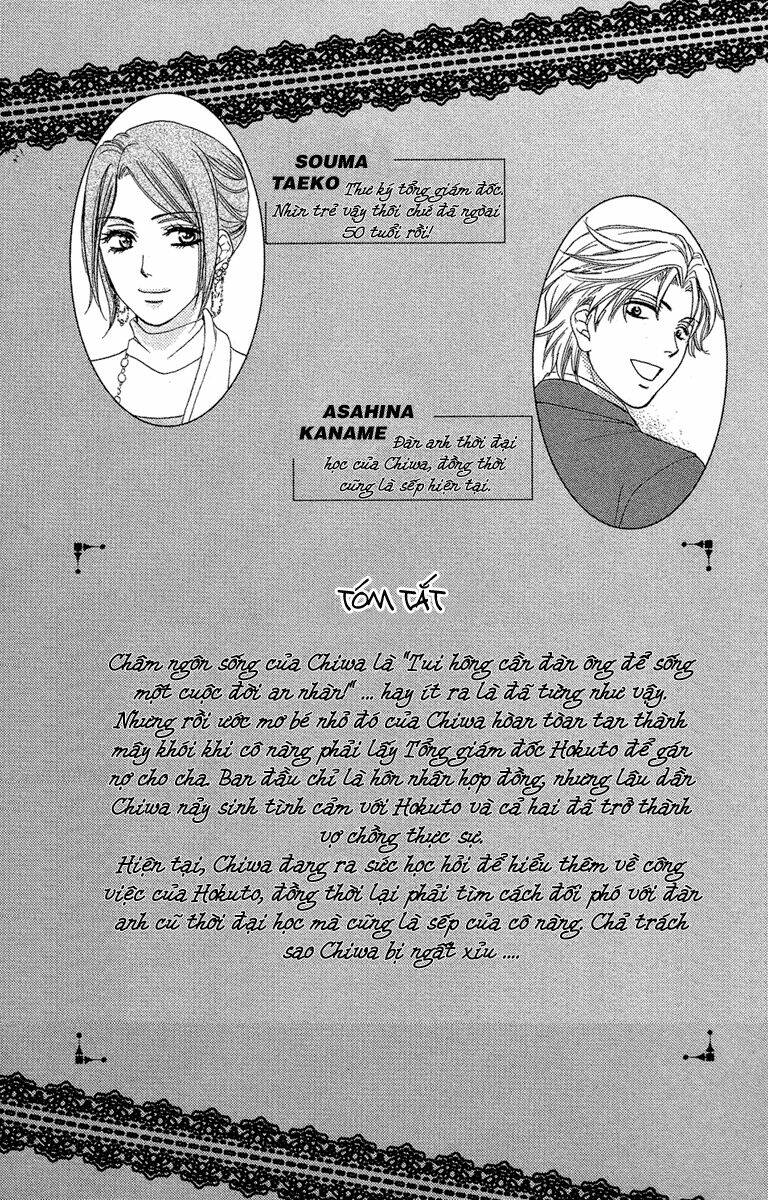 SOUMA
TAEKO Thư ký tổng giám đốc.
Nhìn trẻ vậy thôi chứ đã ngòai
50 tuổi rồi!
ASAHINA
KANAME Đàn anh thời đại
học của Chiwa, đồng thời
cũng là sếp hiện tại.
TÓM TẮT
Châm ngôn sống của Chiwa là "Tui hông cần đàn ông để sống
một cuộc đời an nhàn!" ... hay ít ra là đã từng như vậy.
Nhưng rồi ước mơ bé nhỏ đó của Chiwa hòan tòan tan thành
mây khói khi cô nàng phải lấy Tổng giám đốc Hokuto để gán
nợ cho cha. Ban đầu chỉ là hôn nhân hợp đồng, nhưng lâu dần
Chiwa nảy sinh tình cảm với Hokuto và cả hai đã trở thành
vợ chồng thực sự.
Hiện tại, Chiwa đang ra sức học hỏi để hiểu thêm về công
việc của Hokuto, đồng thời lại phải tìm cách đối phó với đàn
anh cũ thời đại học mà cũng là sếp của cô nàng. Chả trách
sao Chiwa bị ngất xỉu ....